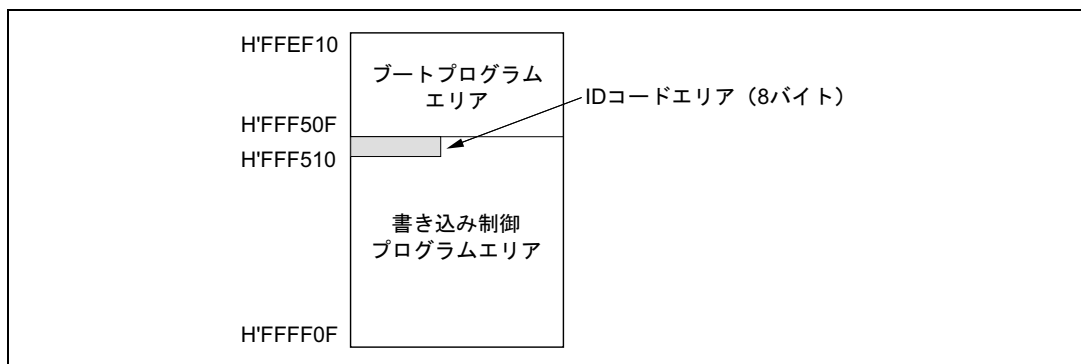 H'FFEF10
ブートプログラム
エリア
IDコードエリア（8バイト）
H'FFF50F
H'FFF510
書き込み制御
プログラムエリア
H'FFFF0F